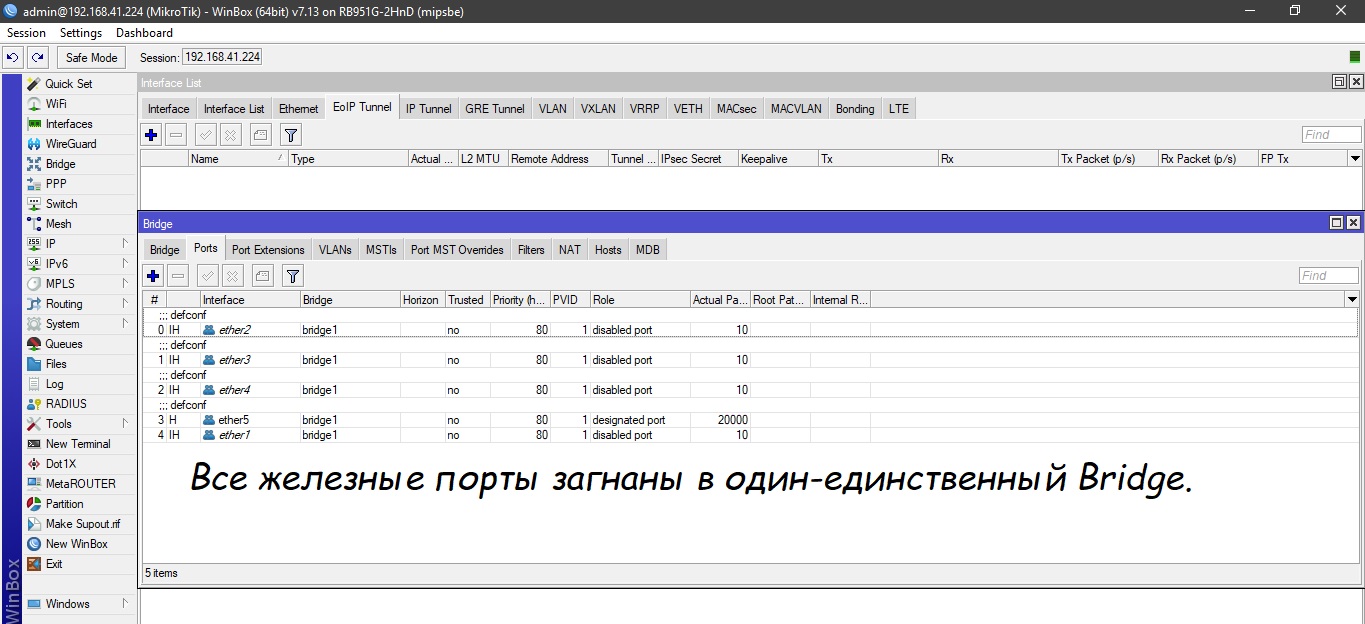 admin@192.168.41.224 (MikroTik) - WinBox (64bit) v7.13 on RB951G-2HnD (mipsbe)
Session Settings Dashboard
Safe Mode Session: 192.168.41.224
Quick Set
WiFi
Interfaces
WireGuard
Bridge
PPP
Switch
Mesh
IP
IPv6
MPLS
Routing
System
Queues
Files
Log
RADIUS
Tools
New Terminal
Dot1X
MetaROUTER
Partition
Make Supout.rif
New WinBox
Exit
Windows
WinBox
Interface List
Interface Interface List Ethernet EoIP Tunnel IP Tunnel GRE Tunnel VLAN VXLAN VRRP VETH MACsec MACVLAN Bonding LTE
Find
Name / Type Actual ... L2 MTU Remote Address Tunnel ... IPsec Secret Keepalive Tx Rx Tx Packet (p/s) Rx Packet (p/s) FP Tx
Bridge
Bridge Ports Port Extensions VLANs MSTIs Port MST Overrides Filters NAT Hosts MDB
Find
# Interface Bridge Horizon Trusted Priority (h... PVID Role Actual Pa... Root Pat... Internal R...
;;; defconf
0 IH ether2 bridge1 no 80 1 disabled port 10
;;; defconf
1 IH ether3 bridge1 no 80 1 disabled port 10
;;; defconf
2 IH ether4 bridge1 no 80 1 disabled port 10
;;; defconf
3 H ether5 bridge1 no 80 1 designated port 20000
4 IH ether1 bridge1 no 80 1 disabled port 10
Все железные порты загнаны в один-единственный Bridge.
5 items